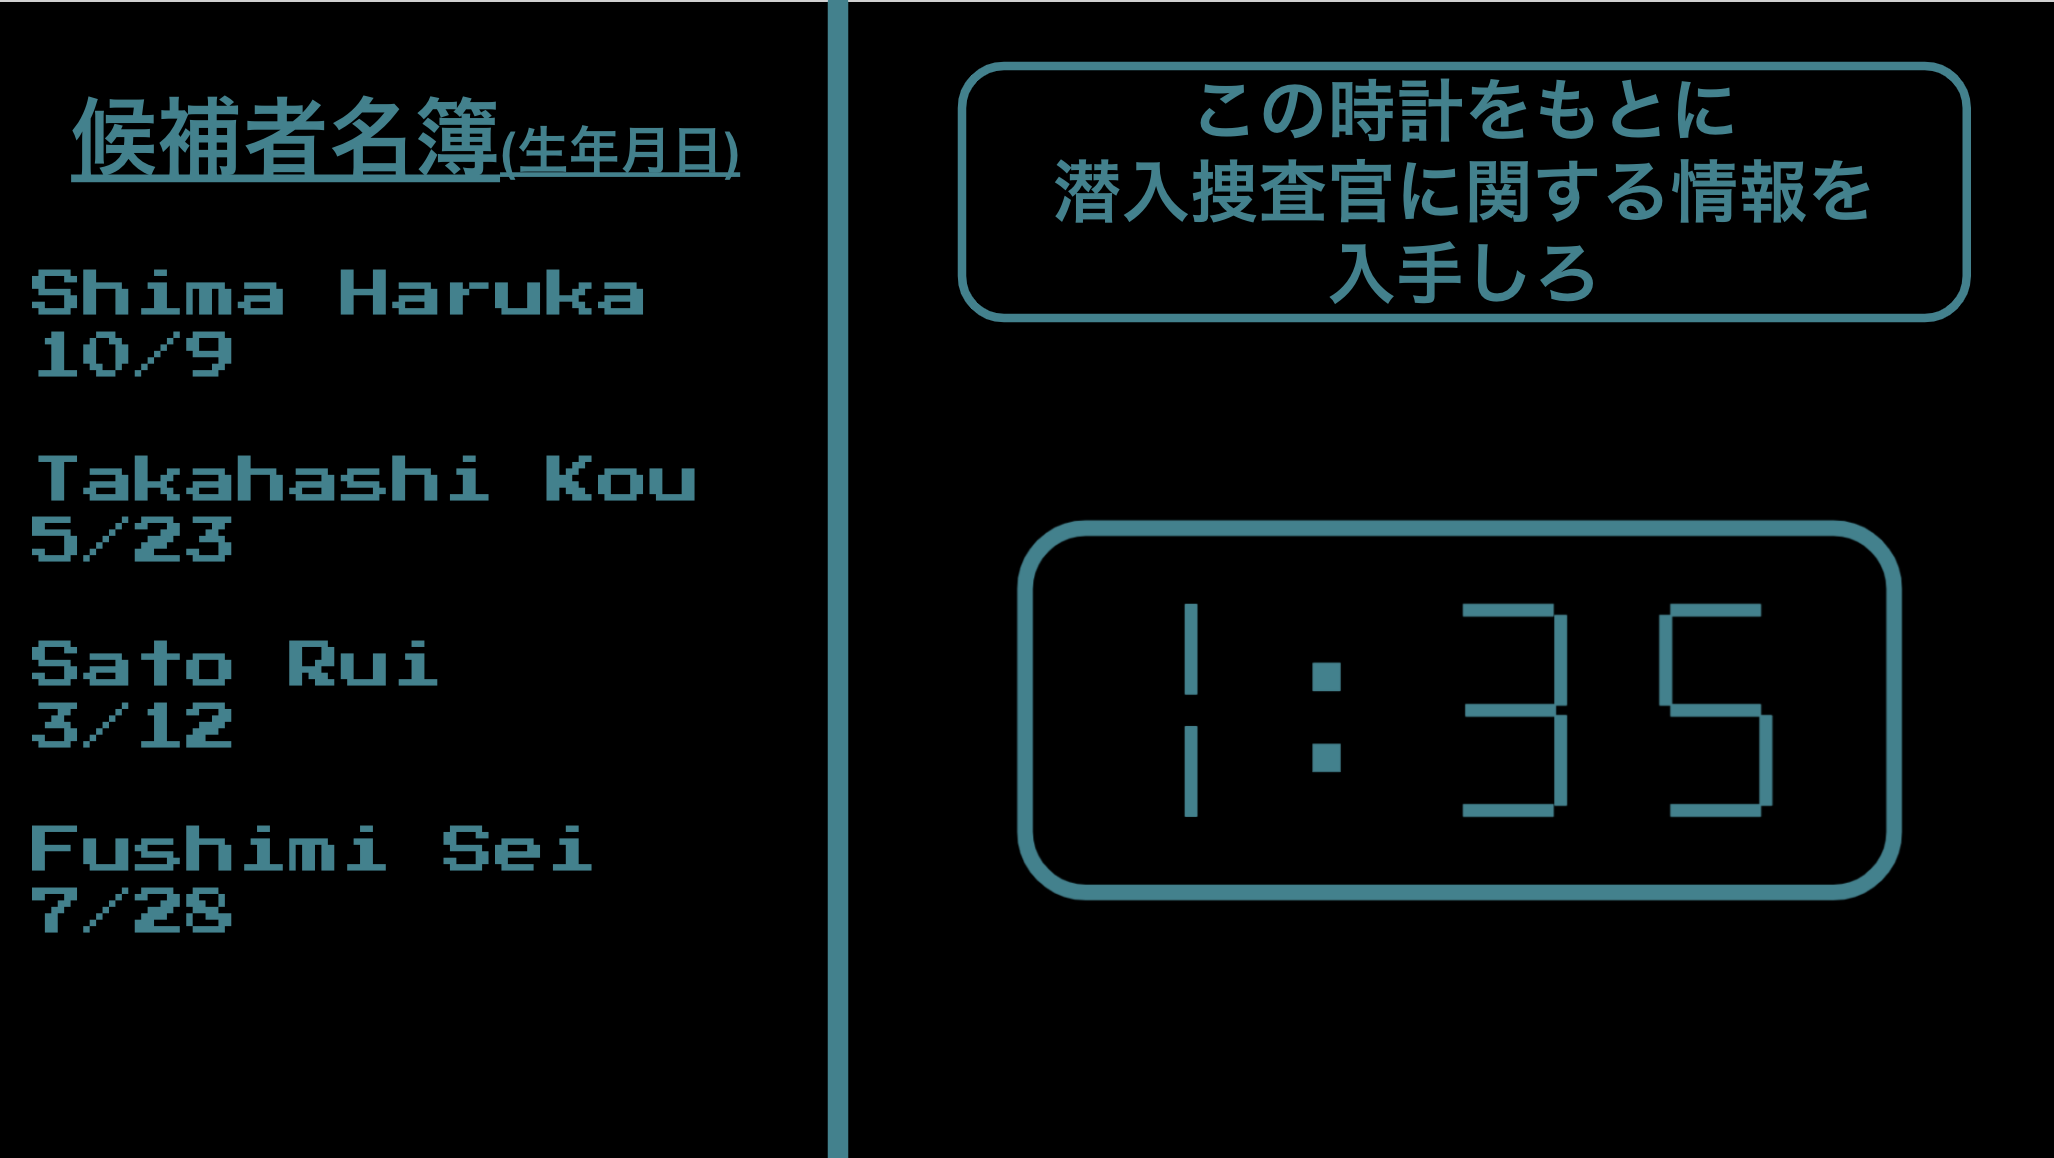 候補者名簿(生年月日)
Shima Haruka
10/9
Takahashi Kou
5/23
Sato Rui
3/12
Fushimi Sei
7/28
この時計をもとに
潜入捜査官に関する情報を
入手しろ
1:35